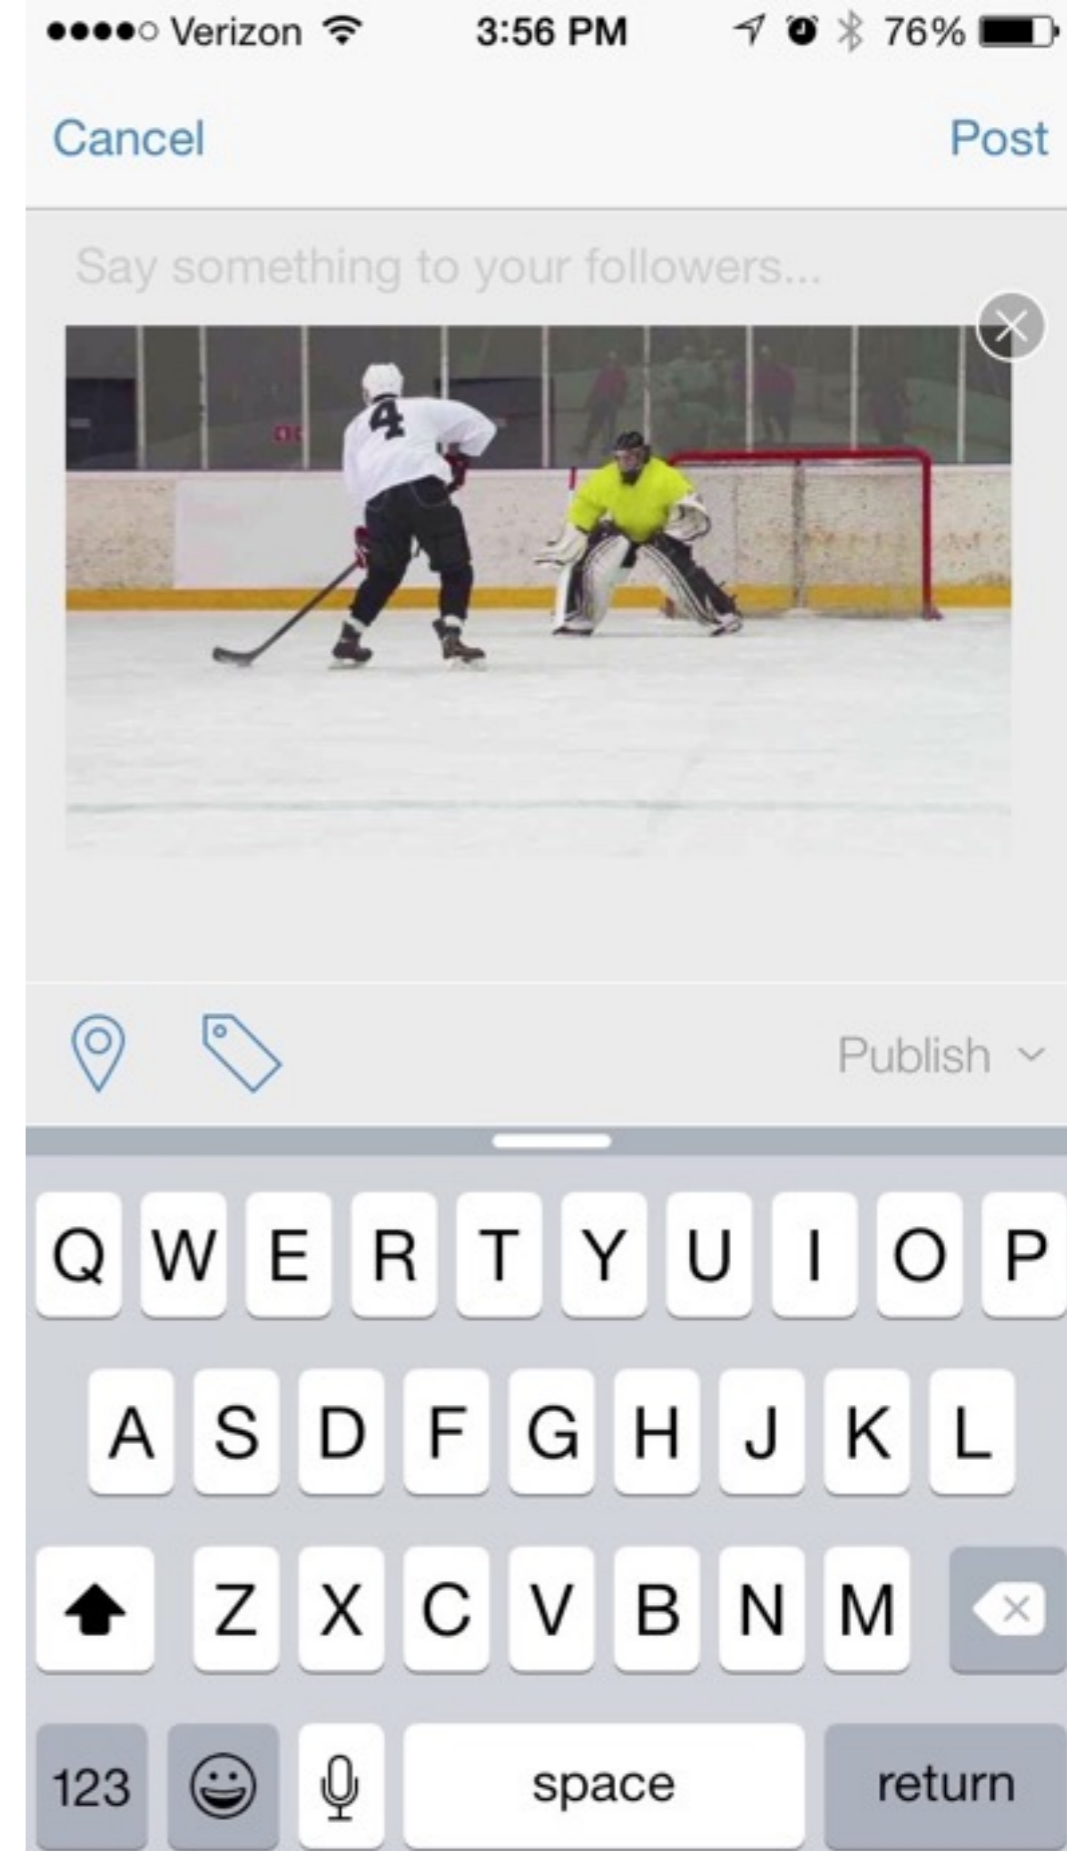 Verizon 3:56 PM 76%
Cancel Post
Say something to your followers...
4
Publish
Q W E R T Y U I O P
A S D F G H J K L
Z X C V B N M
123 space return